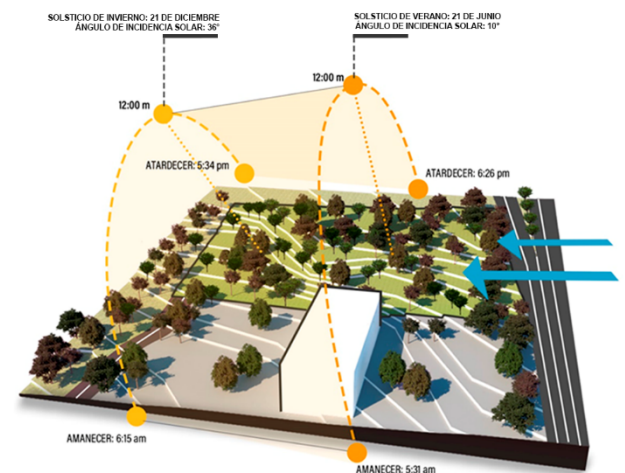 SOLSTICIO DE INVIERNO: 21 DE DICIEMBRE
ÁNGULO DE INCIDENCIA SOLAR: 36°
SOLSTICIO DE VERANO: 21 DE JUNIO
ÁNGULO DE INCIDENCIA SOLAR: 10°
12:00 m
12:00 m
ATARDECER: 5:34 pm
ATARDECER: 6:26 pm
AMANECER: 6:15 am
AMANECER: 5:31 am